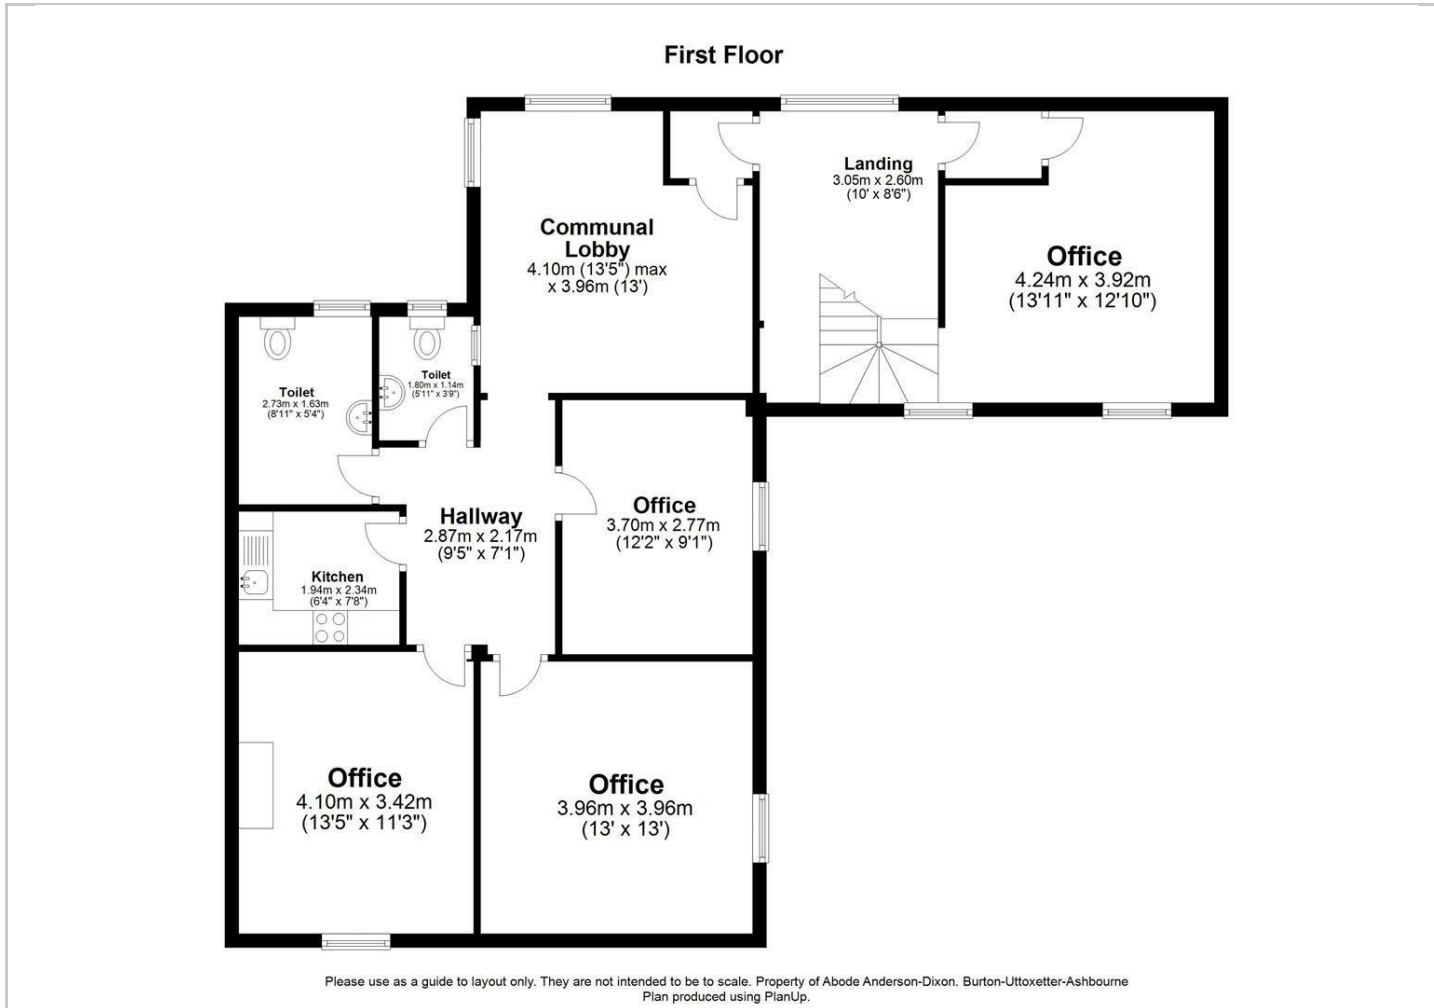 First Floor
Landing
3.05m x 2.60m
(10' x 8'6")
Communal
Lobby
4.10m (13'5") max
x 3.96m (13')
Office
4.24m x 3.92m
(13'11" x 12'10")
Toilet
2.73m x 1.63m
(8'11" x 5'4")
Toilet
1.80m x 1.14m
(5'11" x 3'9")
Hallway
2.87m x 2.17m
(9'5" x 7'1")
Office
3.70m x 2.77m
(12'2" x 9'1")
Kitchen
1.94m x 2.34m
(6'4" x 7'8")
Office
4.10m x 3.42m
(13'5" x 11'3")
Office
3.96m x 3.96m
(13' x 13')
Please use as a guide to layout only. They are not intended to be to scale. Property of Abode Anderson-Dixon. Burton-Uttoxetter-Ashbourne
Plan produced using PlanUp.